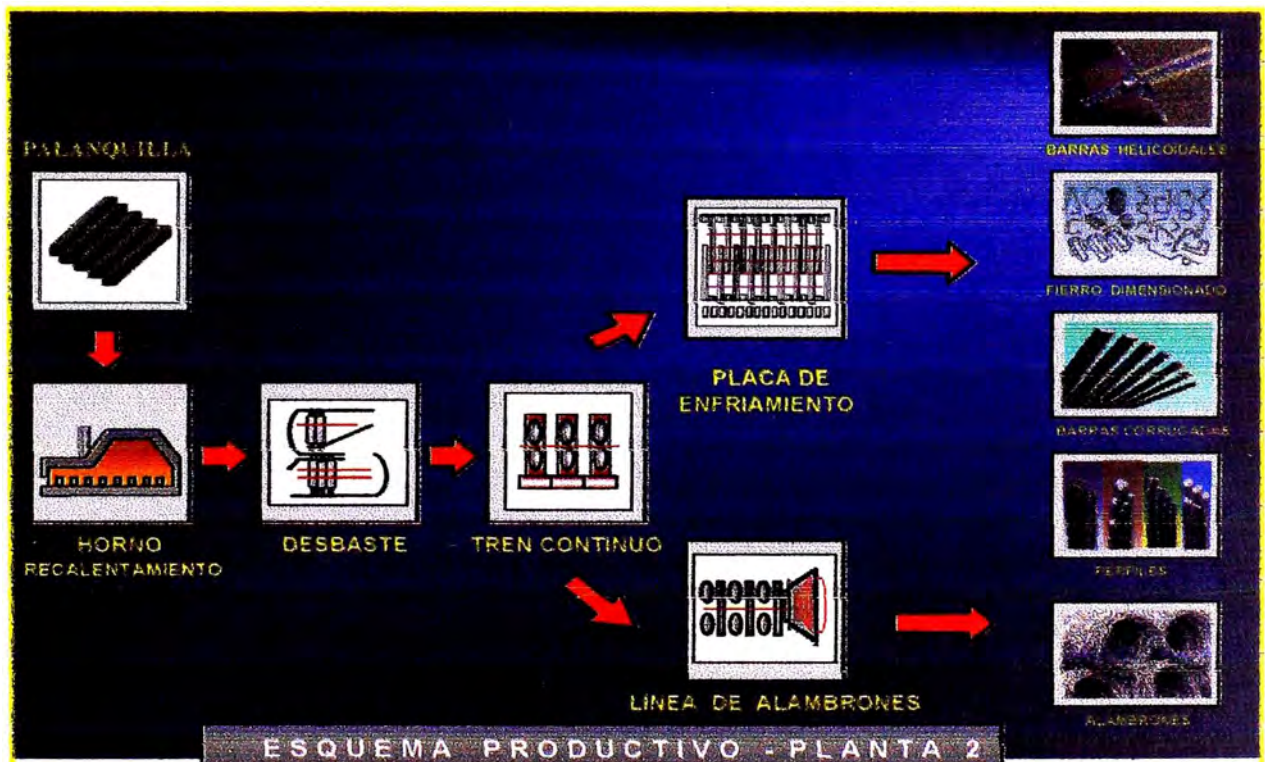 PALANQUILLA
HORNO
RECALENTAMIENTO
DESBASTE
TREN CONTINUO
PLACA DE
ENFRIAMIENTO
LÍNEA DE ALAMBRONES
BARRAS HELICOIDALES
FIERRO DIMENSIONADO
BARRAS CORRUGADAS
PERFILES
ALAMBRONES
ESQUEMA PRODUCTIVO - PLANTA 2